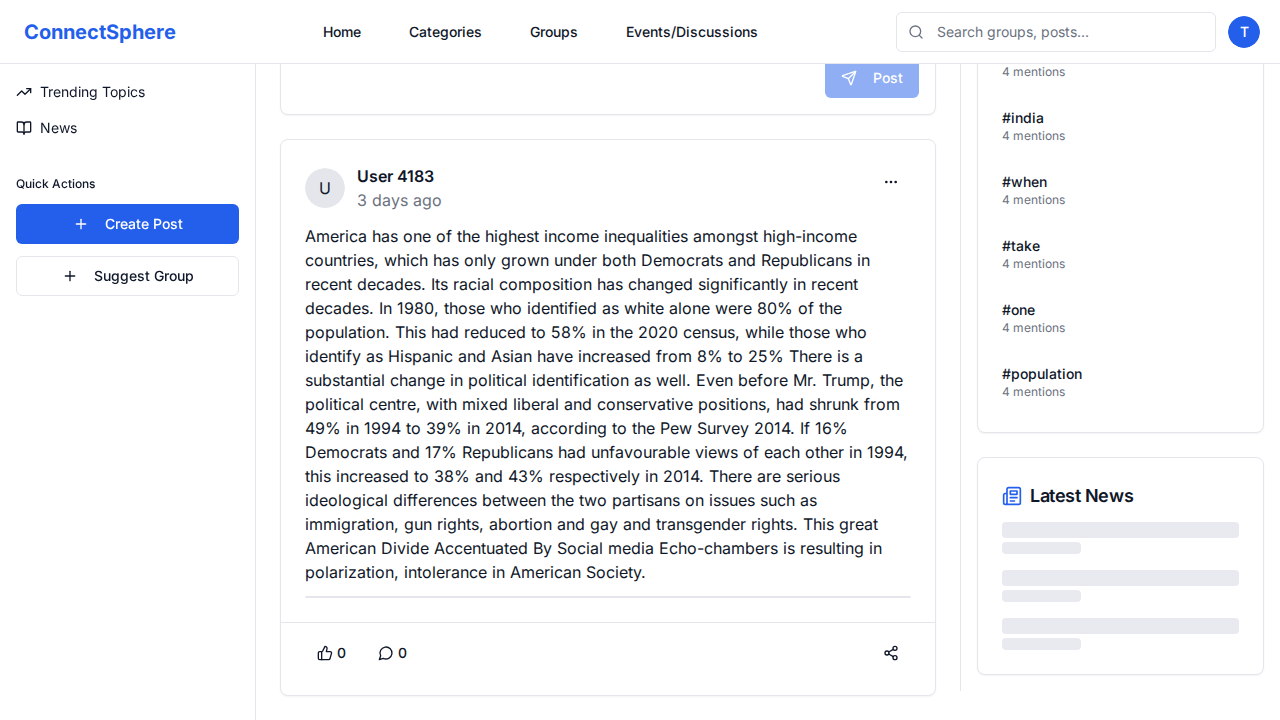 ConnectSphere
Home
Categories
Groups
Events/Discussions
Search groups, posts...
T
Trending Topics
News
Quick Actions
Create Post
Suggest Group
Post
U
User 4183
3 days ago
America has one of the highest income inequalities amongst high-income
countries, which has only grown under both Democrats and Republicans in
recent decades. Its racial composition has changed significantly in recent
decades. In 1980, those who identified as white alone were 80% of the
population. This had reduced to 58% in the 2020 census, while those who
identify as Hispanic and Asian have increased from 8% to 25% There is a
substantial change in political identification as well. Even before Mr. Trump, the
political centre, with mixed liberal and conservative positions, had shrunk from
49% in 1994 to 39% in 2014, according to the Pew Survey 2014. If 16%
Democrats and 17% Republicans had unfavourable views of each other in 1994,
this increased to 38% and 43% respectively in 2014. There are serious
ideological differences between the two partisans on issues such as
immigration, gun rights, abortion and gay and transgender rights. This great
American Divide Accentuated By Social media Echo-chambers is resulting in
polarization, intolerance in American Society.
0
0
4 mentions
#india
4 mentions
#when
4 mentions
#take
4 mentions
#one
4 mentions
#population
4 mentions
Latest News